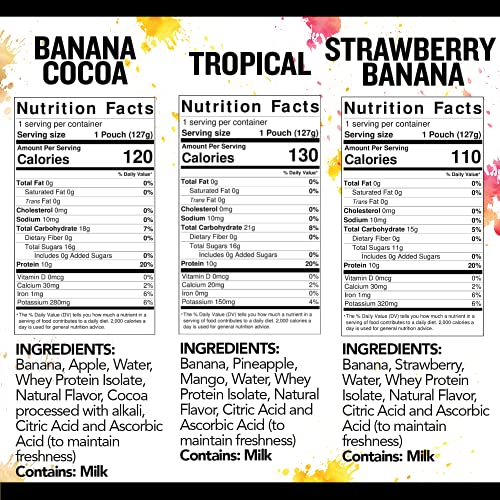 BANANA
COCOA
Nutrition Facts
1 serving per container
Serving size 1 Pouch (127g)
Amount Per Serving
Calories 120
% Daily Value*
Total Fat 0g 0%
Saturated Fat 0g 0%
Trans Fat 0g
Cholesterol 0mg 0%
Sodium 10mg 0%
Total Carbohydrate 18g 7%
Dietary Fiber 0g 0%
Total Sugars 16g
Includes 0g Added Sugars 0%
Protein 10g 20%
Vitamin D 0mcg 0%
Calcium 30mg 2%
Iron 1mg 6%
Potassium 280mg 6%
*The % Daily Value (DV) tells you how much a nutrient in a
serving of food contributes to a daily diet. 2,000 calories a
day is used for general nutrition advice.
INGREDIENTS:
Banana, Apple, Water,
Whey Protein Isolate,
Natural Flavor, Cocoa
processed with alkali,
Citric Acid and Ascorbic
Acid (to maintain
freshness)
Contains: Milk
TROPICAL
Nutrition Facts
1 serving per container
Serving size 1 Pouch (127g)
Amount Per Serving
Calories 130
% Daily Value*
Total Fat 0g 0%
Saturated Fat 0g 0%
Trans Fat 0g
Cholesterol 0mg 0%
Sodium 10mg 0%
Total Carbohydrate 21g 8%
Dietary Fiber 0g 0%
Total Sugars 16g
Includes 0g Added Sugars 0%
Protein 10g 20%
Vitamin D 0mcg 0%
Calcium 20mg 2%
Iron 0mg 0%
Potassium 150mg 4%
*The % Daily Value (DV) tells you how much a nutrient in a
serving of food contributes to a daily diet. 2,000 calories a
day is used for general nutrition advice.
INGREDIENTS:
Banana, Pineapple,
Mango, Water, Whey
Protein Isolate, Natural
Flavor, Citric Acid and
Ascorbic Acid (to
maintain freshness)
Contains: Milk
STRAWBERRY
BANANA
Nutrition Facts
1 serving per container
Serving size 1 Pouch (127g)
Amount Per Serving
Calories 110
% Daily Value*
Total Fat 0g 0%
Saturated Fat 11g 0%
Trans Fat 0g
Cholesterol 0mg 0%
Sodium 10mg 0%
Total Carbohydrate 15g 5%
Dietary Fiber 0g 0%
Total Sugars 16g
Includes 0g Added Sugars 0%
Protein 10g 20%
Vitamin D 0mcg 0%
Calcium 30mg 2%
Iron 1mg 6%
Potassium 320mg 6%
*The % Daily Value (DV) tells you how much a nutrient in a
serving of food contributes to a daily diet. 2,000 calories a
day is used for general nutrition advice.
INGREDIENTS:
Banana, Strawberry,
Water, Whey Protein
Isolate, Natural Flavor,
Citric Acid and Ascorbic
Acid (to maintain
freshness)
Contains: Milk